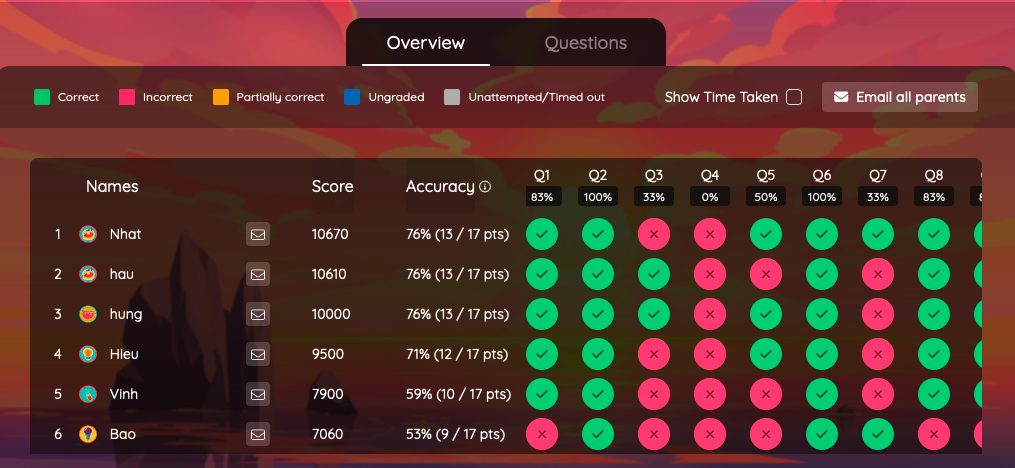 Overview Questions
Correct Incorrect Partially correct Ungraded Unattempted/Timed out Show Time Taken Email all parents
Names Score Accuracy Q1 Q2 Q3 Q4 Q5 Q6 Q7 Q8
83% 100% 33% 0% 50% 100% 33% 83%
1 Nhat 10670 76% (13 / 17 pts)
2 hau 10610 76% (13 / 17 pts)
3 hung 10000 76% (13 / 17 pts)
4 Hieu 9500 71% (12 / 17 pts)
5 Vinh 7900 59% (10 / 17 pts)
6 Bao 7060 53% (9 / 17 pts)